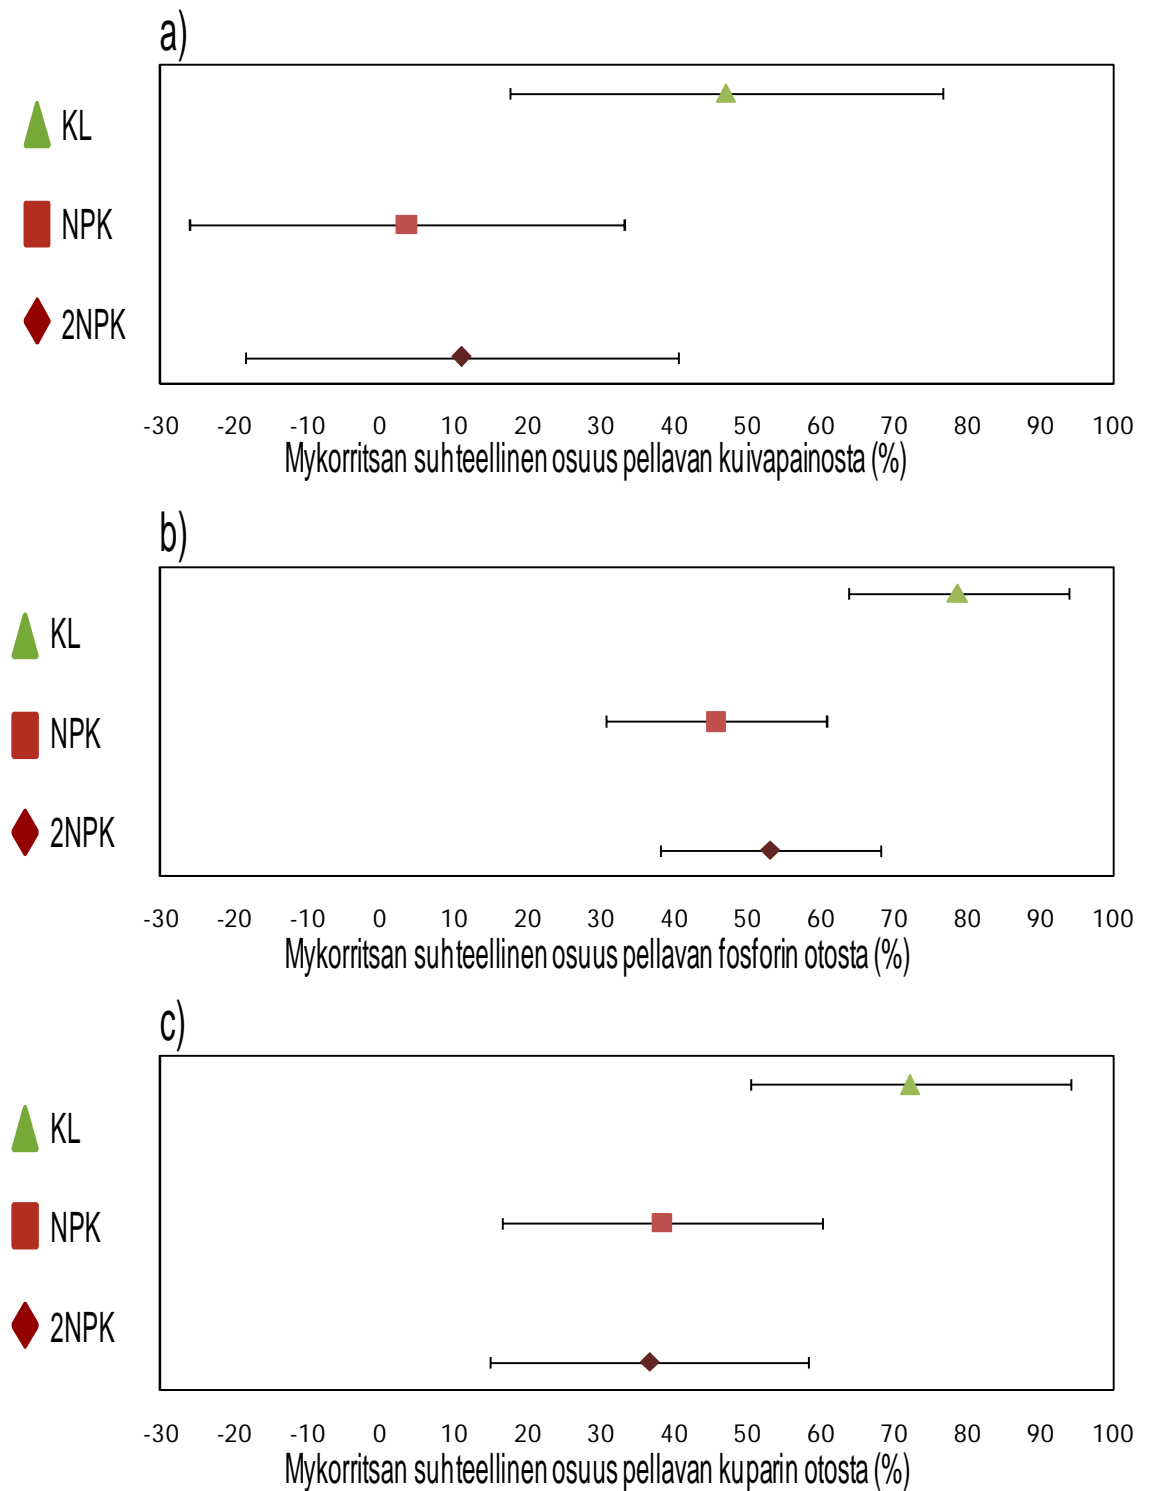 a)
KL
NPK
2NPK
-30 -20 -10 0 10 20 30 40 50 60 70 80 90 100
Mykorritsan suhteellinen osuus pellavan kuivapainosta (%)
b)
KL
NPK
2NPK
-30 -20 -10 0 10 20 30 40 50 60 70 80 90 100
Mykorritsan suhteellinen osuus pellavan fosforin otosta (%)
c)
KL
NPK
2NPK
-30 -20 -10 0 10 20 30 40 50 60 70 80 90 100
Mykorritsan suhteellinen osuus pellavan kuparin otosta (%)